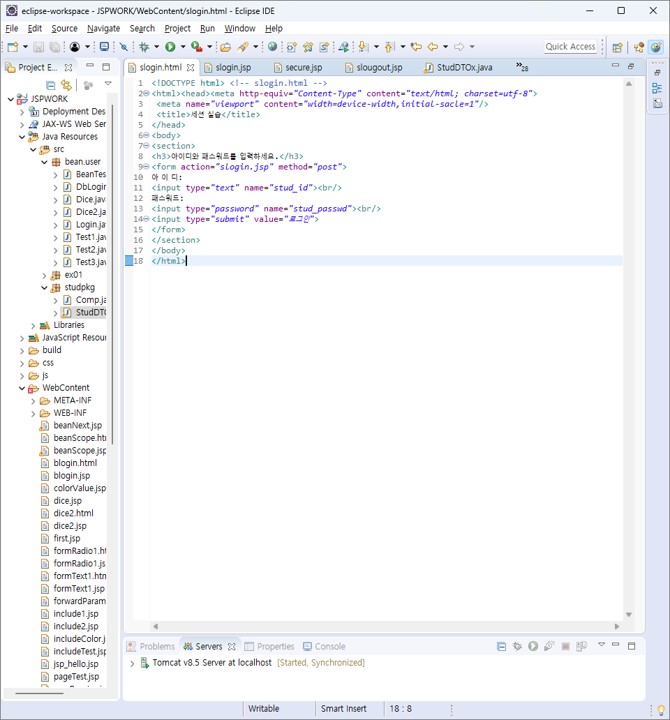 eclipse-workspace - JSPWORK/WebContent/slogin.html - Eclipse IDE
File Edit Source Refactor Navigate Search Project Run Window Help
Quick Access
Project E...
slogin.html slogin.jsp secure.jsp slougout.jsp StudDTOx.java »28
JSPWORK
Deployment Des
JAX-WS Web Ser
Java Resources
src
bean.user
BeanTes
DbLogin
Dice.java
Dice2.ja
Login.ja
Test1.jav
Test2.jav
Test3.jav
ex01
studpkg
Comp.ja
StudDTO
Libraries
JavaScript Resour
build
css
js
WebContent
META-INF
WEB-INF
beanNext.jsp
beanScope.htm
beanScope.jsp
blogin.html
blogin.jsp
colorValue.jsp
dice.jsp
dice2.html
dice2.jsp
first.jsp
formRadio1.ht
formRadio1.js
formText1.htm
formText1.jsp
forwardParam
include1.jsp
include2.jsp
includeColor.j
includeTest.jsp
jsp_hello.jsp
pageTest.jsp
1 <!DOCTYPE html> <!-- slogin.html -->
2 <html><head><meta http-equiv="Content-Type" content="text/html; charset=utf-8">
3 <meta name="viewport" content="width=device-width,initial-sacle=1"/>
4 <title>세션 실습</title>
5 </head>
6 <body>
7 <section>
8 <h3>아이디와 패스워드를 입력하세요.</h3>
9 <form action="slogin.jsp" method="post">
10 아 이 디:
11 <input type="text" name="stud_id"><br/>
12 패스워드:
13 <input type="password" name="stud_passwd"><br/>
14 <input type="submit" value="로그인">
15 </form>
16 </section>
17 </body>
18 </html>
Problems Servers Properties Console
Tomcat v8.5 Server at localhost [Started, Synchronized]
Writable Smart Insert 18 : 8